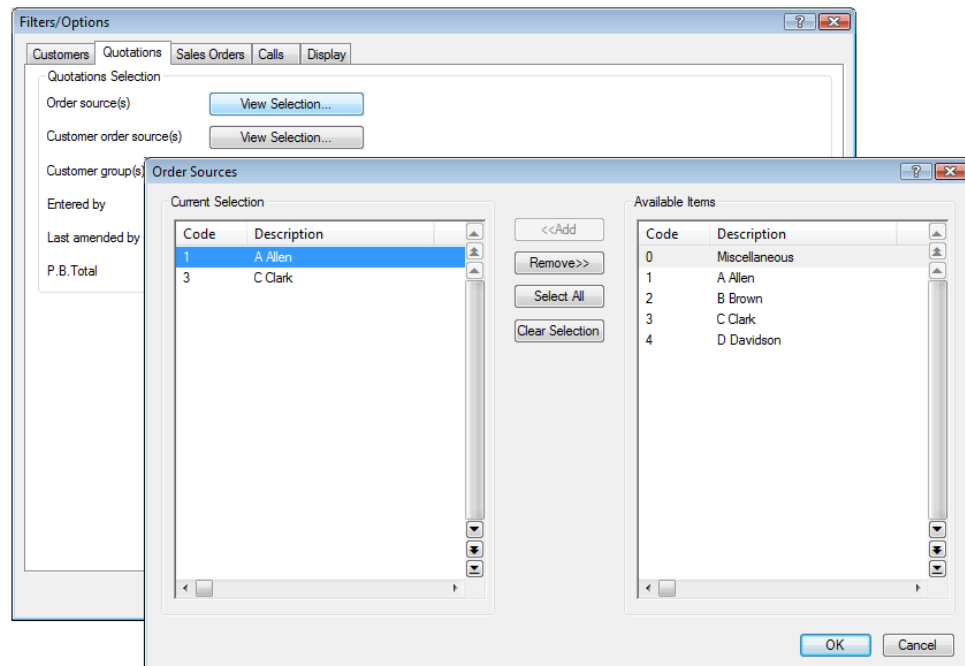 Filters/Options
Customers Quotations Sales Orders Calls Display
Quotations Selection
Order source(s) View Selection...
Customer order source(s) View Selection...
Customer group(s)
Entered by
Last amended by
P.B.Total
Order Sources
Current Selection
Code Description
1 A Allen
3 C Clark
<<Add
Remove>>
Select All
Clear Selection
Available Items
Code Description
0 Miscellaneous
1 A Allen
2 B Brown
3 C Clark
4 D Davidson
OK Cancel